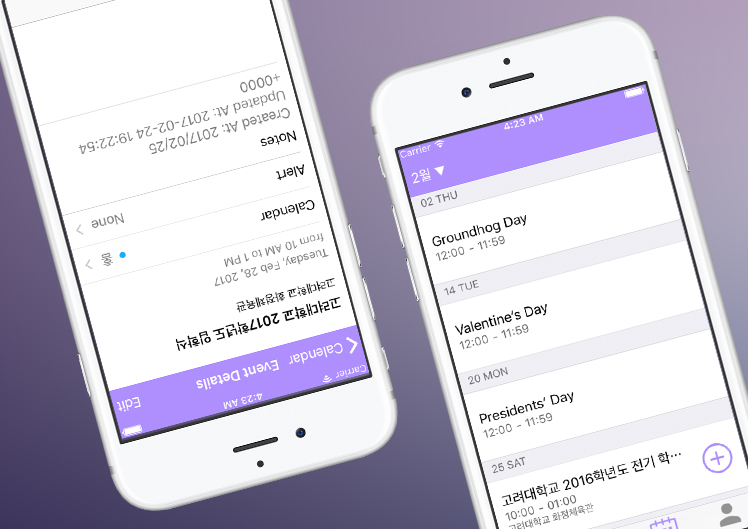 Carrier
4:23 AM
Calendar
Event Details
Edit
고려대학교 2017학년도 입학식
고려대학교 화정체육관
Tuesday, Feb 28, 2017
from 10 AM to 1 PM
Calendar
홈
Alert
None
Notes
Created At: 2017/02/25
Updated At: 2017-02-24 19:22:54
+0000
Carrier
4:23 AM
2월 ▼
02 THU
Groundhog Day
12:00 - 11:59
14 TUE
Valentine's Day
12:00 - 11:59
20 MON
Presidents' Day
12:00 - 11:59
25 SAT
고려대학교 2016학년도 전기 학···
10:00 - 01:00
고려대학교 화정체육관